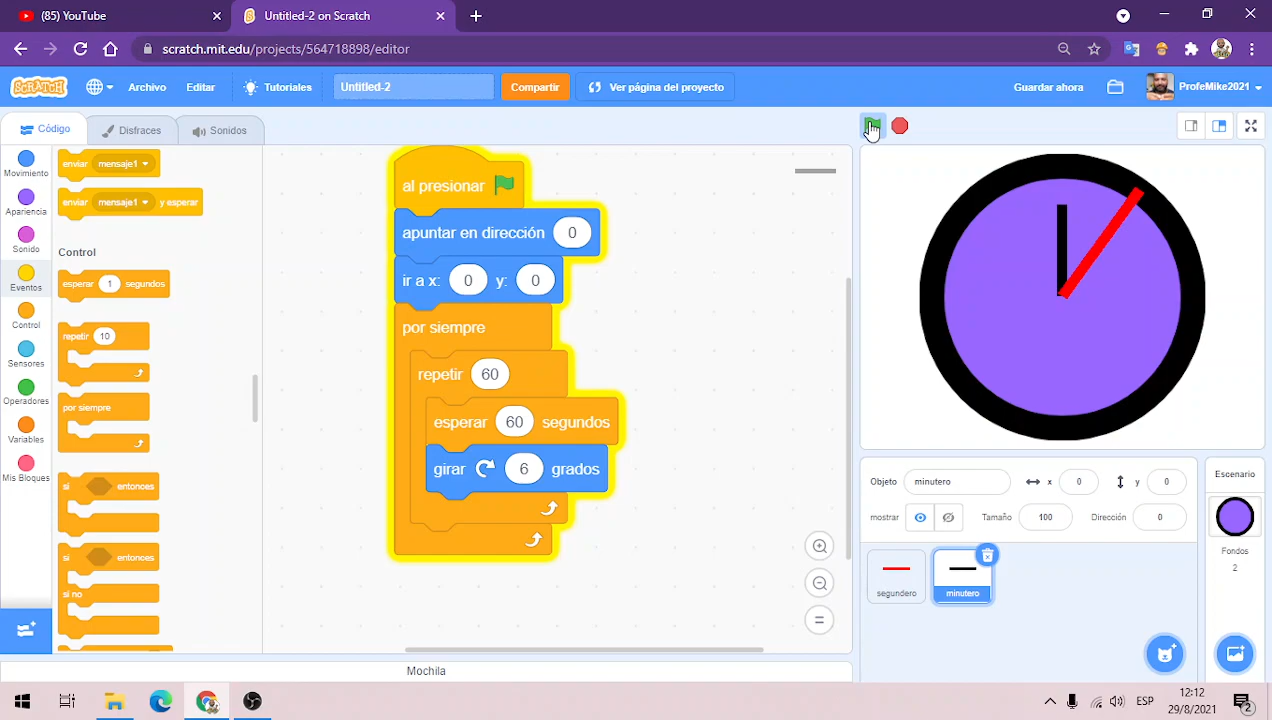 (85) YouTube
Untitled-2 on Scratch
scratch.mit.edu/projects/564718898/editor
SCRATCH
Archivo
Editar
Tutoriales
Untitled-2
Compartir
Ver página del proyecto
Guardar ahora
ProfeMike2021
Código
Disfraces
Sonidos
Movimiento
Apariencia
Sonido
Eventos
Control
Sensores
Operadores
Variables
Mis Bloques
enviar mensaje1
enviar mensaje1 y esperar
Control
esperar 1 segundos
repetir 10
por siempre
si entonces
si entonces
si no
al presionar
apuntar en dirección 0
ir a x: 0 y: 0
por siempre
repetir 60
esperar 60 segundos
girar 6 grados
Mochila
Objeto minutero x 0 y 0
mostrar Tamaño 100 Dirección 0
segundero
minutero
Escenario
Fondos
2
ESP
12:12
29/8/2021
2